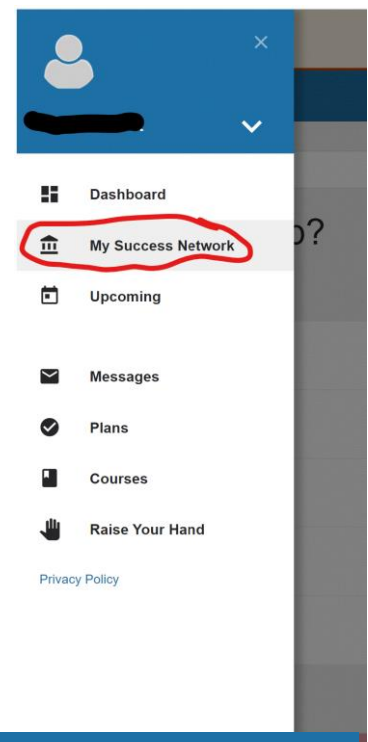 Dashboard
My Success Network
o?
Upcoming
Messages
Plans
Courses
Raise Your Hand
Privacy Policy